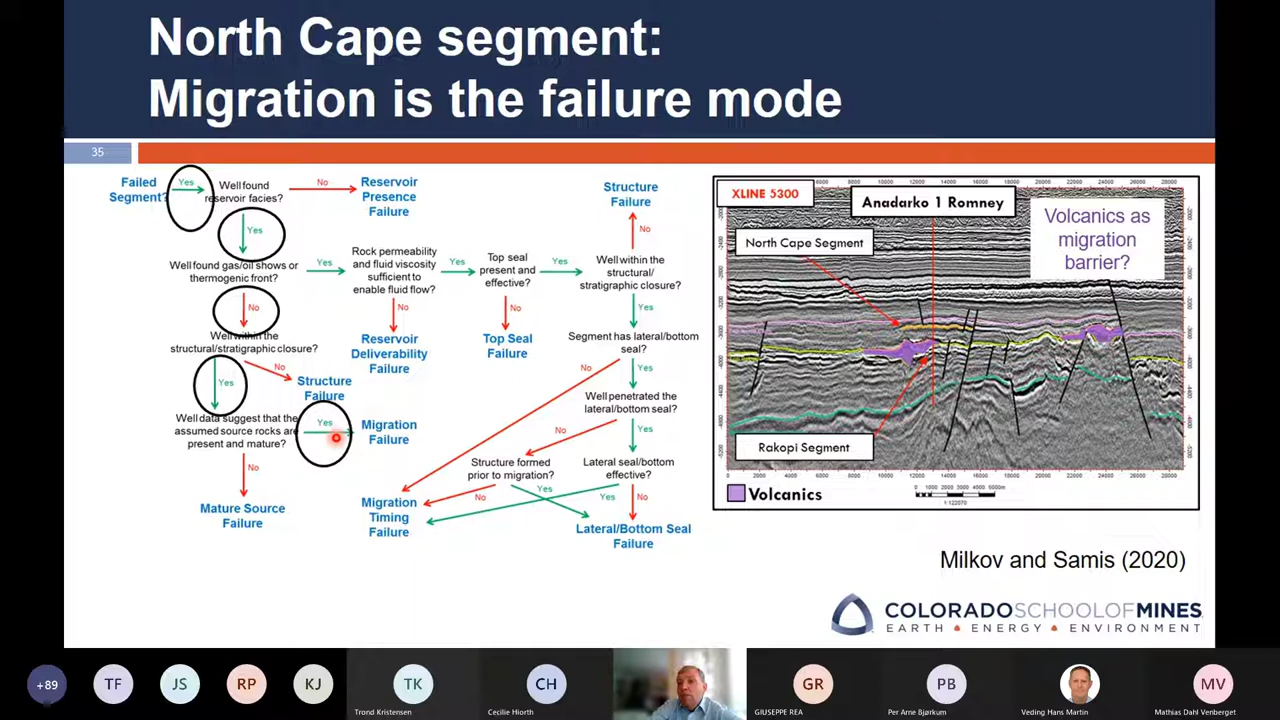 North Cape segment:
Migration is the failure mode
35
Failed
Segment?
Yes
Well found
reservoir facies?
No
Reservoir
Presence
Failure
Yes
Well found gas/oil shows or
thermogenic front?
Yes
Rock permeability
and fluid viscosity
sufficient to
enable fluid flow?
Yes
Top seal
present and
effective?
Yes
Well within the
structural/
stratigraphic closure?
No
Structure
Failure
No
Reservoir
Deliverability
Failure
No
Top Seal
Failure
Yes
Segment has lateral/bottom
seal?
No
Yes
Well penetrated the
lateral/bottom seal?
No
Yes
Structure formed
prior to migration?
Lateral seal/bottom
effective?
No
Yes
Yes
No
Migration
Timing
Failure
Lateral/Bottom Seal
Failure
No
Well within the
structural/stratigraphic closure?
No
Structure
Failure
Yes
Well data suggest that the
assumed source rocks are
present and mature?
Yes
Migration
Failure
No
Mature Source
Failure
XLINE 5300
Anadarko 1 Romney
North Cape Segment
Volcanics as
migration
barrier?
Rakopi Segment
Volcanics
Milkov and Samis (2020)
COLORADOSCHOOLOFMINES
EARTH ENERGY ENVIRONMENT
+89
TF
JS
RP
KJ
TK
Trond Kristensen
CH
Cecilie Hiorth
GR
GIUSEPPE REA
PB
Per Arne Bjørkum
Veding Hans Martin
MV
Mathias Dahl Venberget